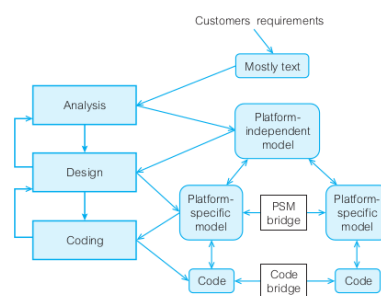 Customers requirements
Mostly text
Analysis
Platform-
independent
model
Design
Platform-
specific
model
PSM
bridge
Platform-
specific
model
Coding
Code
Code
bridge
Code